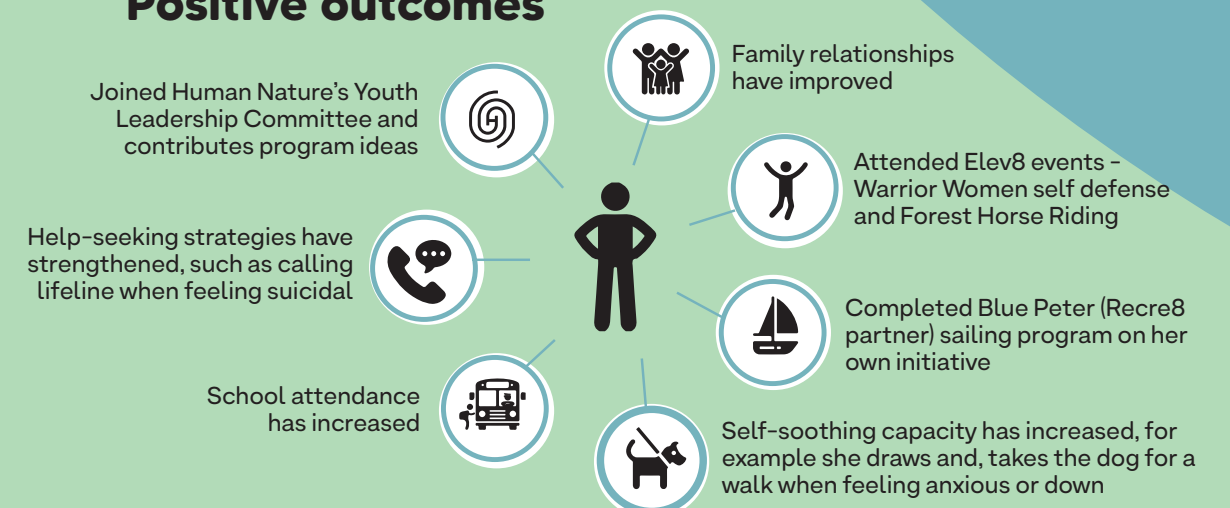 Positive outcomes
Joined Human Nature's Youth
Leadership Committee and
contributes program ideas
Family relationships
have improved
Attended Elev8 events -
Warrior Women self defense
and Forest Horse Riding
Help-seeking strategies have
strengthened, such as calling
lifeline when feeling suicidal
Completed Blue Peter (Recre8
partner) sailing program on her
own initiative
School attendance
has increased
Self-soothing capacity has increased, for
example she draws and, takes the dog for a
walk when feeling anxious or down